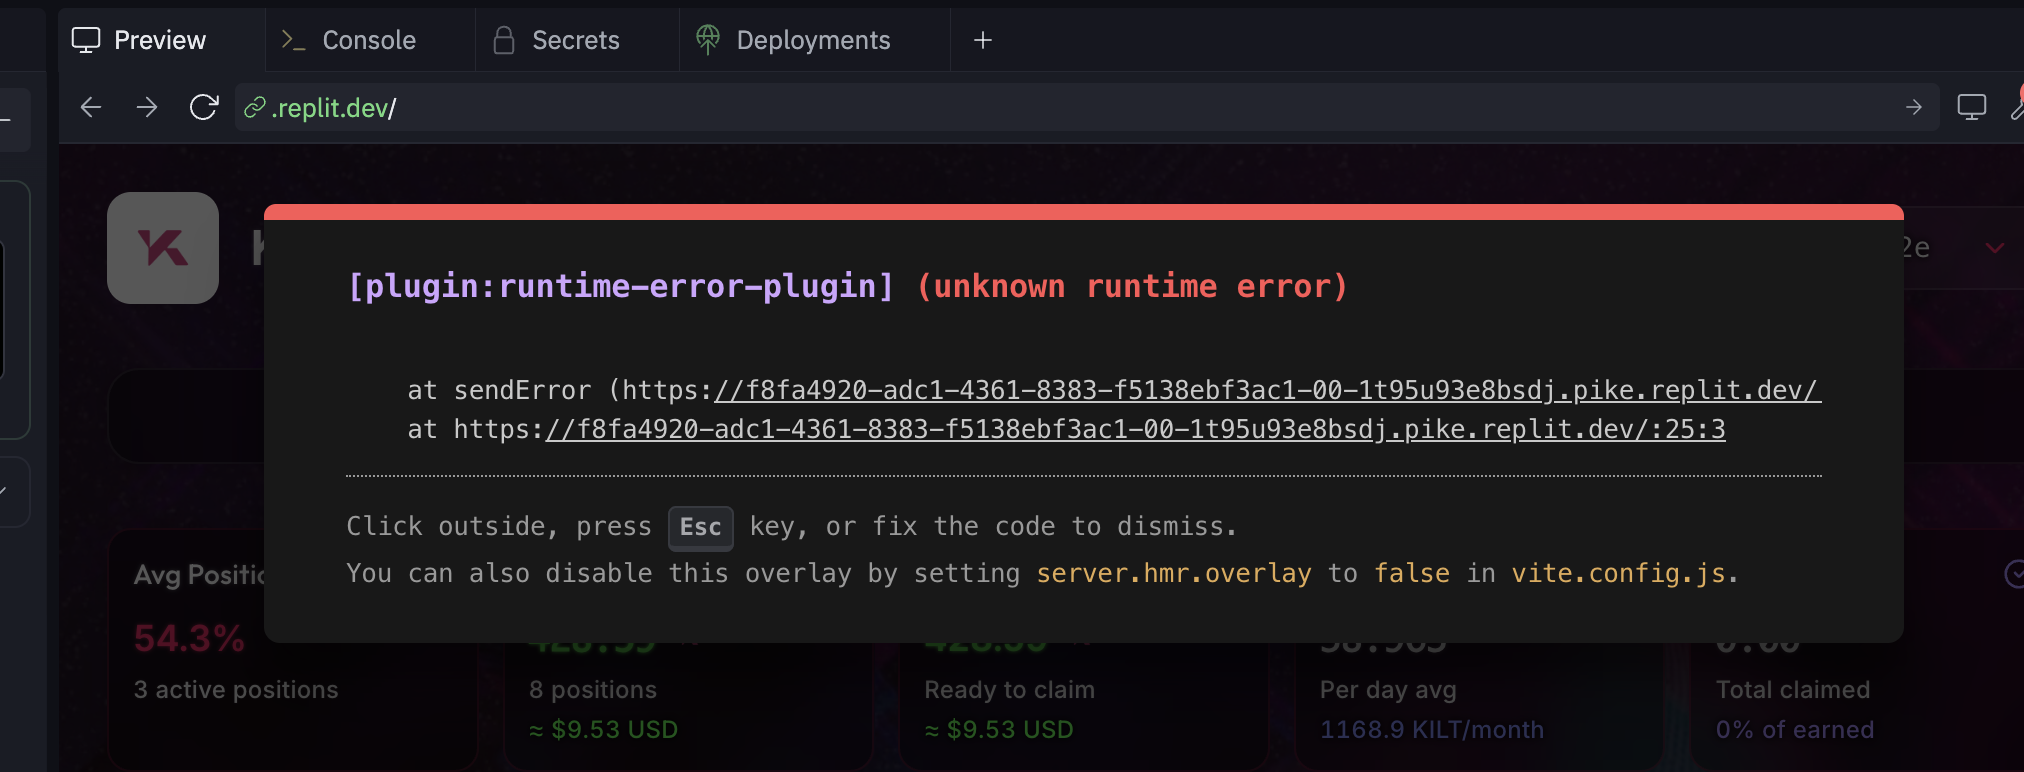 Preview
Console
Secrets
Deployments
.replit.dev/
2e
[plugin:runtime-error-plugin] (unknown runtime error)
at sendError (https://f8fa4920-adc1-4361-8383-f5138ebf3ac1-00-1t95u93e8bsdj.pike.replit.dev/
at https://f8fa4920-adc1-4361-8383-f5138ebf3ac1-00-1t95u93e8bsdj.pike.replit.dev/:25:3
Click outside, press Esc key, or fix the code to dismiss.
You can also disable this overlay by setting server.hmr.overlay to false in vite.config.js.
Avg Positio
54.3%
3 active positions
8 positions
≈ $9.53 USD
Ready to claim
≈ $9.53 USD
Per day avg
1168.9 KILT/month
Total claimed
0% of earned